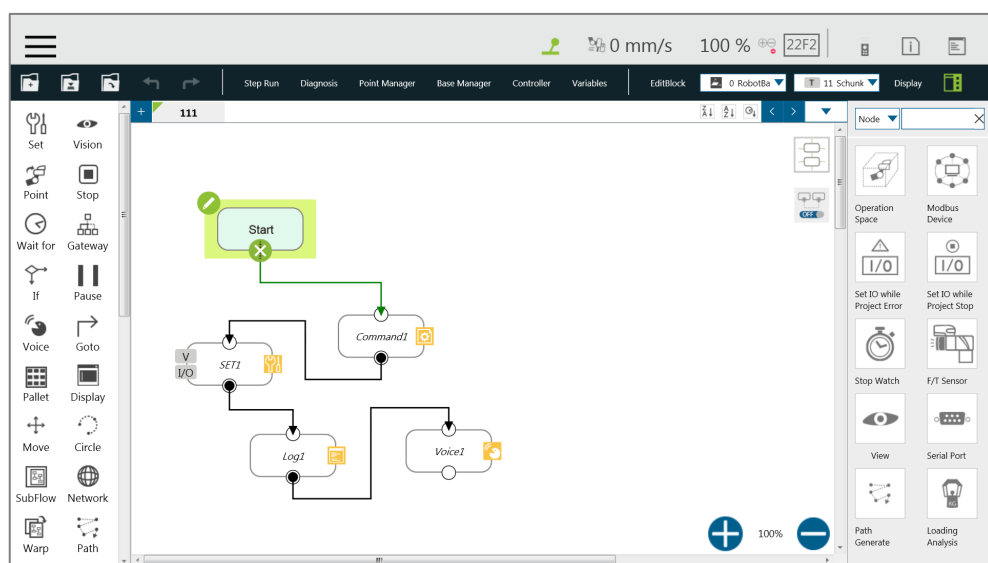 0 mm/s 100 % 22F2
Step Run Diagnosis Point Manager Base Manager Controller Variables EditBlock 0 RobotBa T 11 Schunk Display
+ 111
Set Vision
Point Stop
Wait for Gateway
If Pause
Voice Goto
Pallet Display
Move Circle
SubFlow Network
Warp Path
Start
Command1
V
I/O
SET1
Log1
Voice1
OFF
100%
Node
Operation
Space
Modbus
Device
I/O I/O
Set IO while
Project Error
Set IO while
Project Stop
Stop Watch F/T Sensor
View Serial Port
KG
Path
Generate
Loading
Analysis